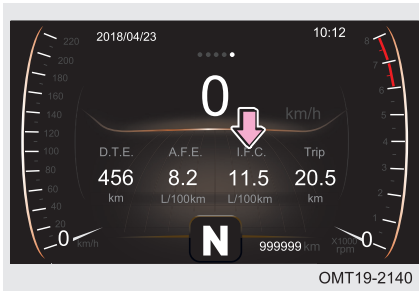 2018/04/23 10:12
220
200
180
160
140
120
100
80
60
40
20
0 km/h
8
7
6
5
4
3
2
1
0
X1000 rpm
0 km/h
D.T.E. A.F.E. I.F.C. Trip
456 8.2 11.5 20.5
km L/100km L/100km km
N 999999 km
OMT19-2140